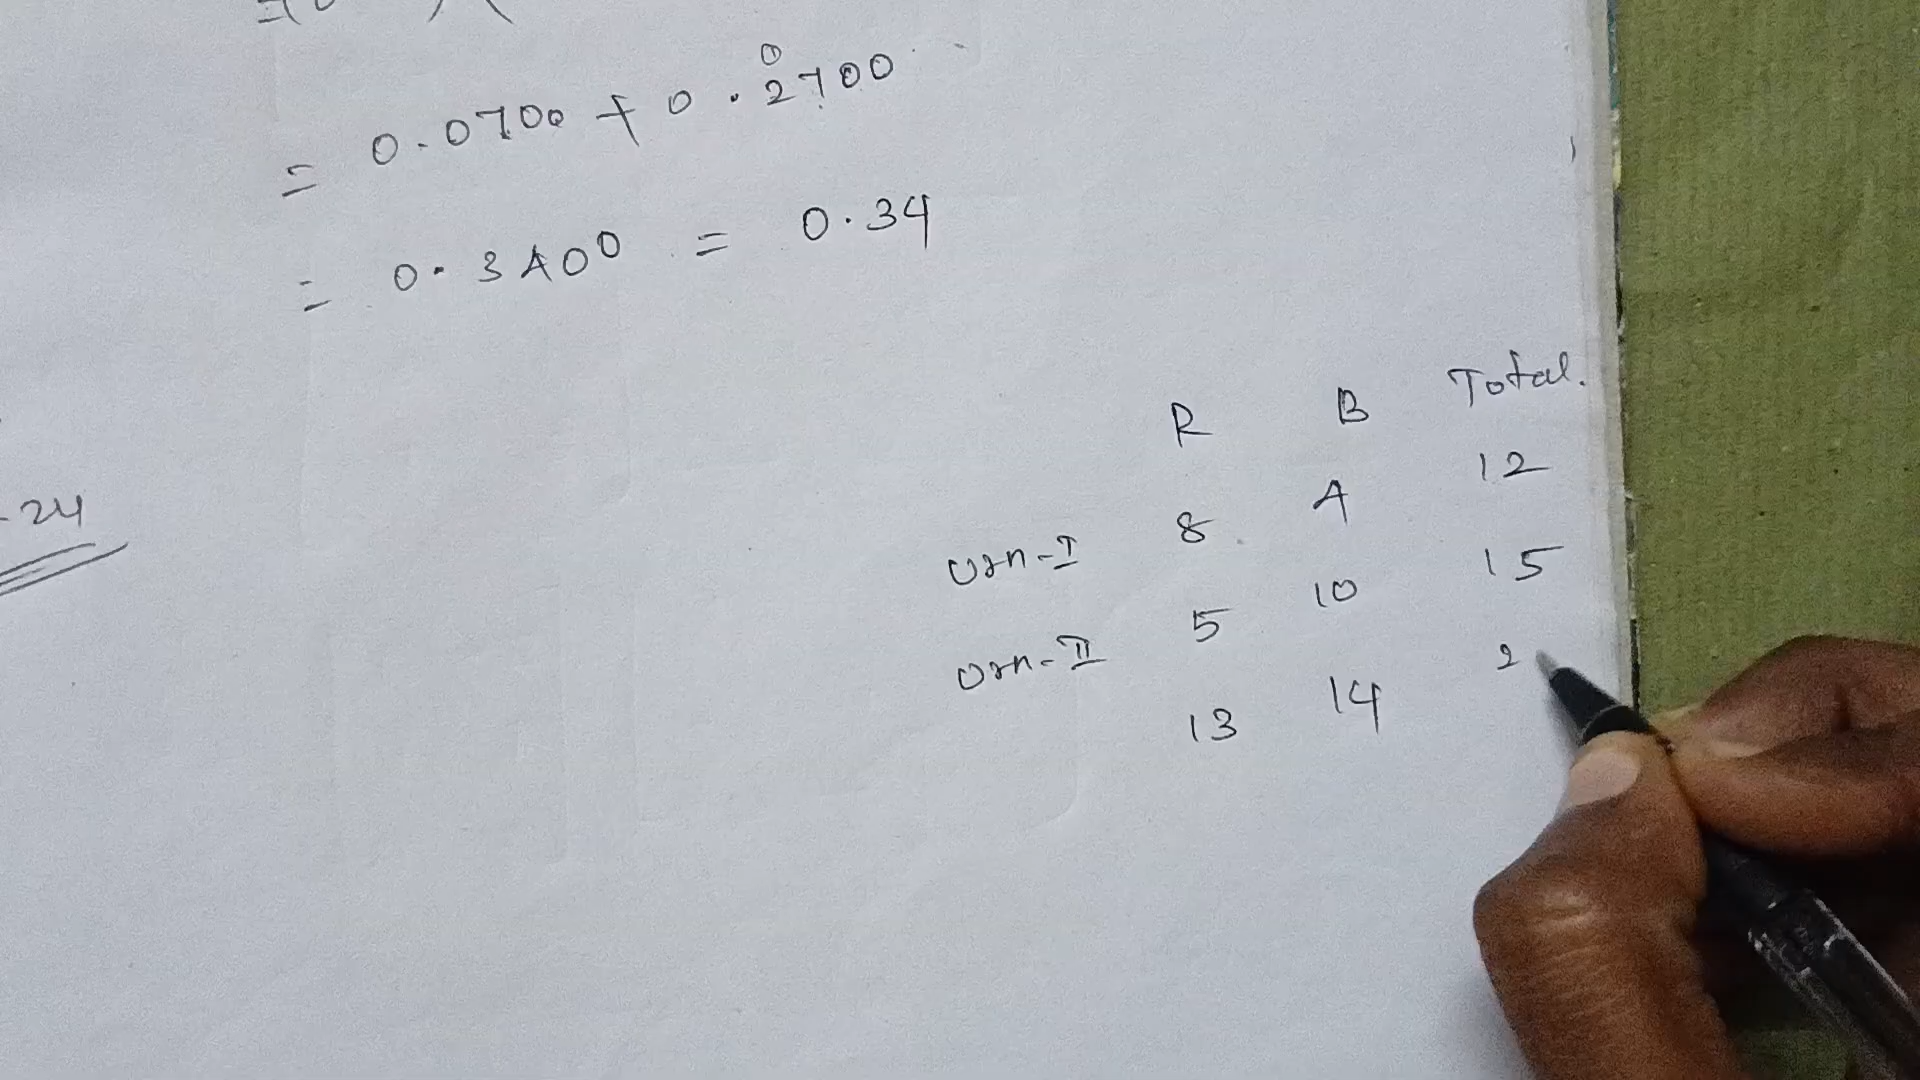 = 0.0700 + 0.2700
= 0.3400 = 0.34
-24
R B Total.
Urn-I 8 4 12
Urn-II 5 10 15
13 14 2